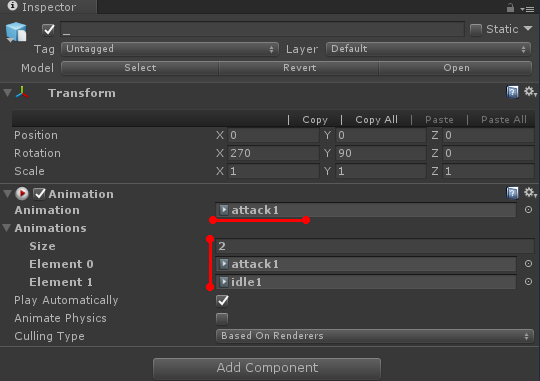 Inspector
_ Static
Tag Untagged Layer Default
Model Select Revert Open
Transform
| Copy | Copy All | Paste | Paste All
Position X 0 Y 0 Z 0
Rotation X 270 Y 90 Z 0
Scale X 1 Y 1 Z 1
Animation
Animation attack1
Animations
Size 2
Element 0 attack1
Element 1 idle1
Play Automatically
Animate Physics
Culling Type Based On Renderers
Add Component